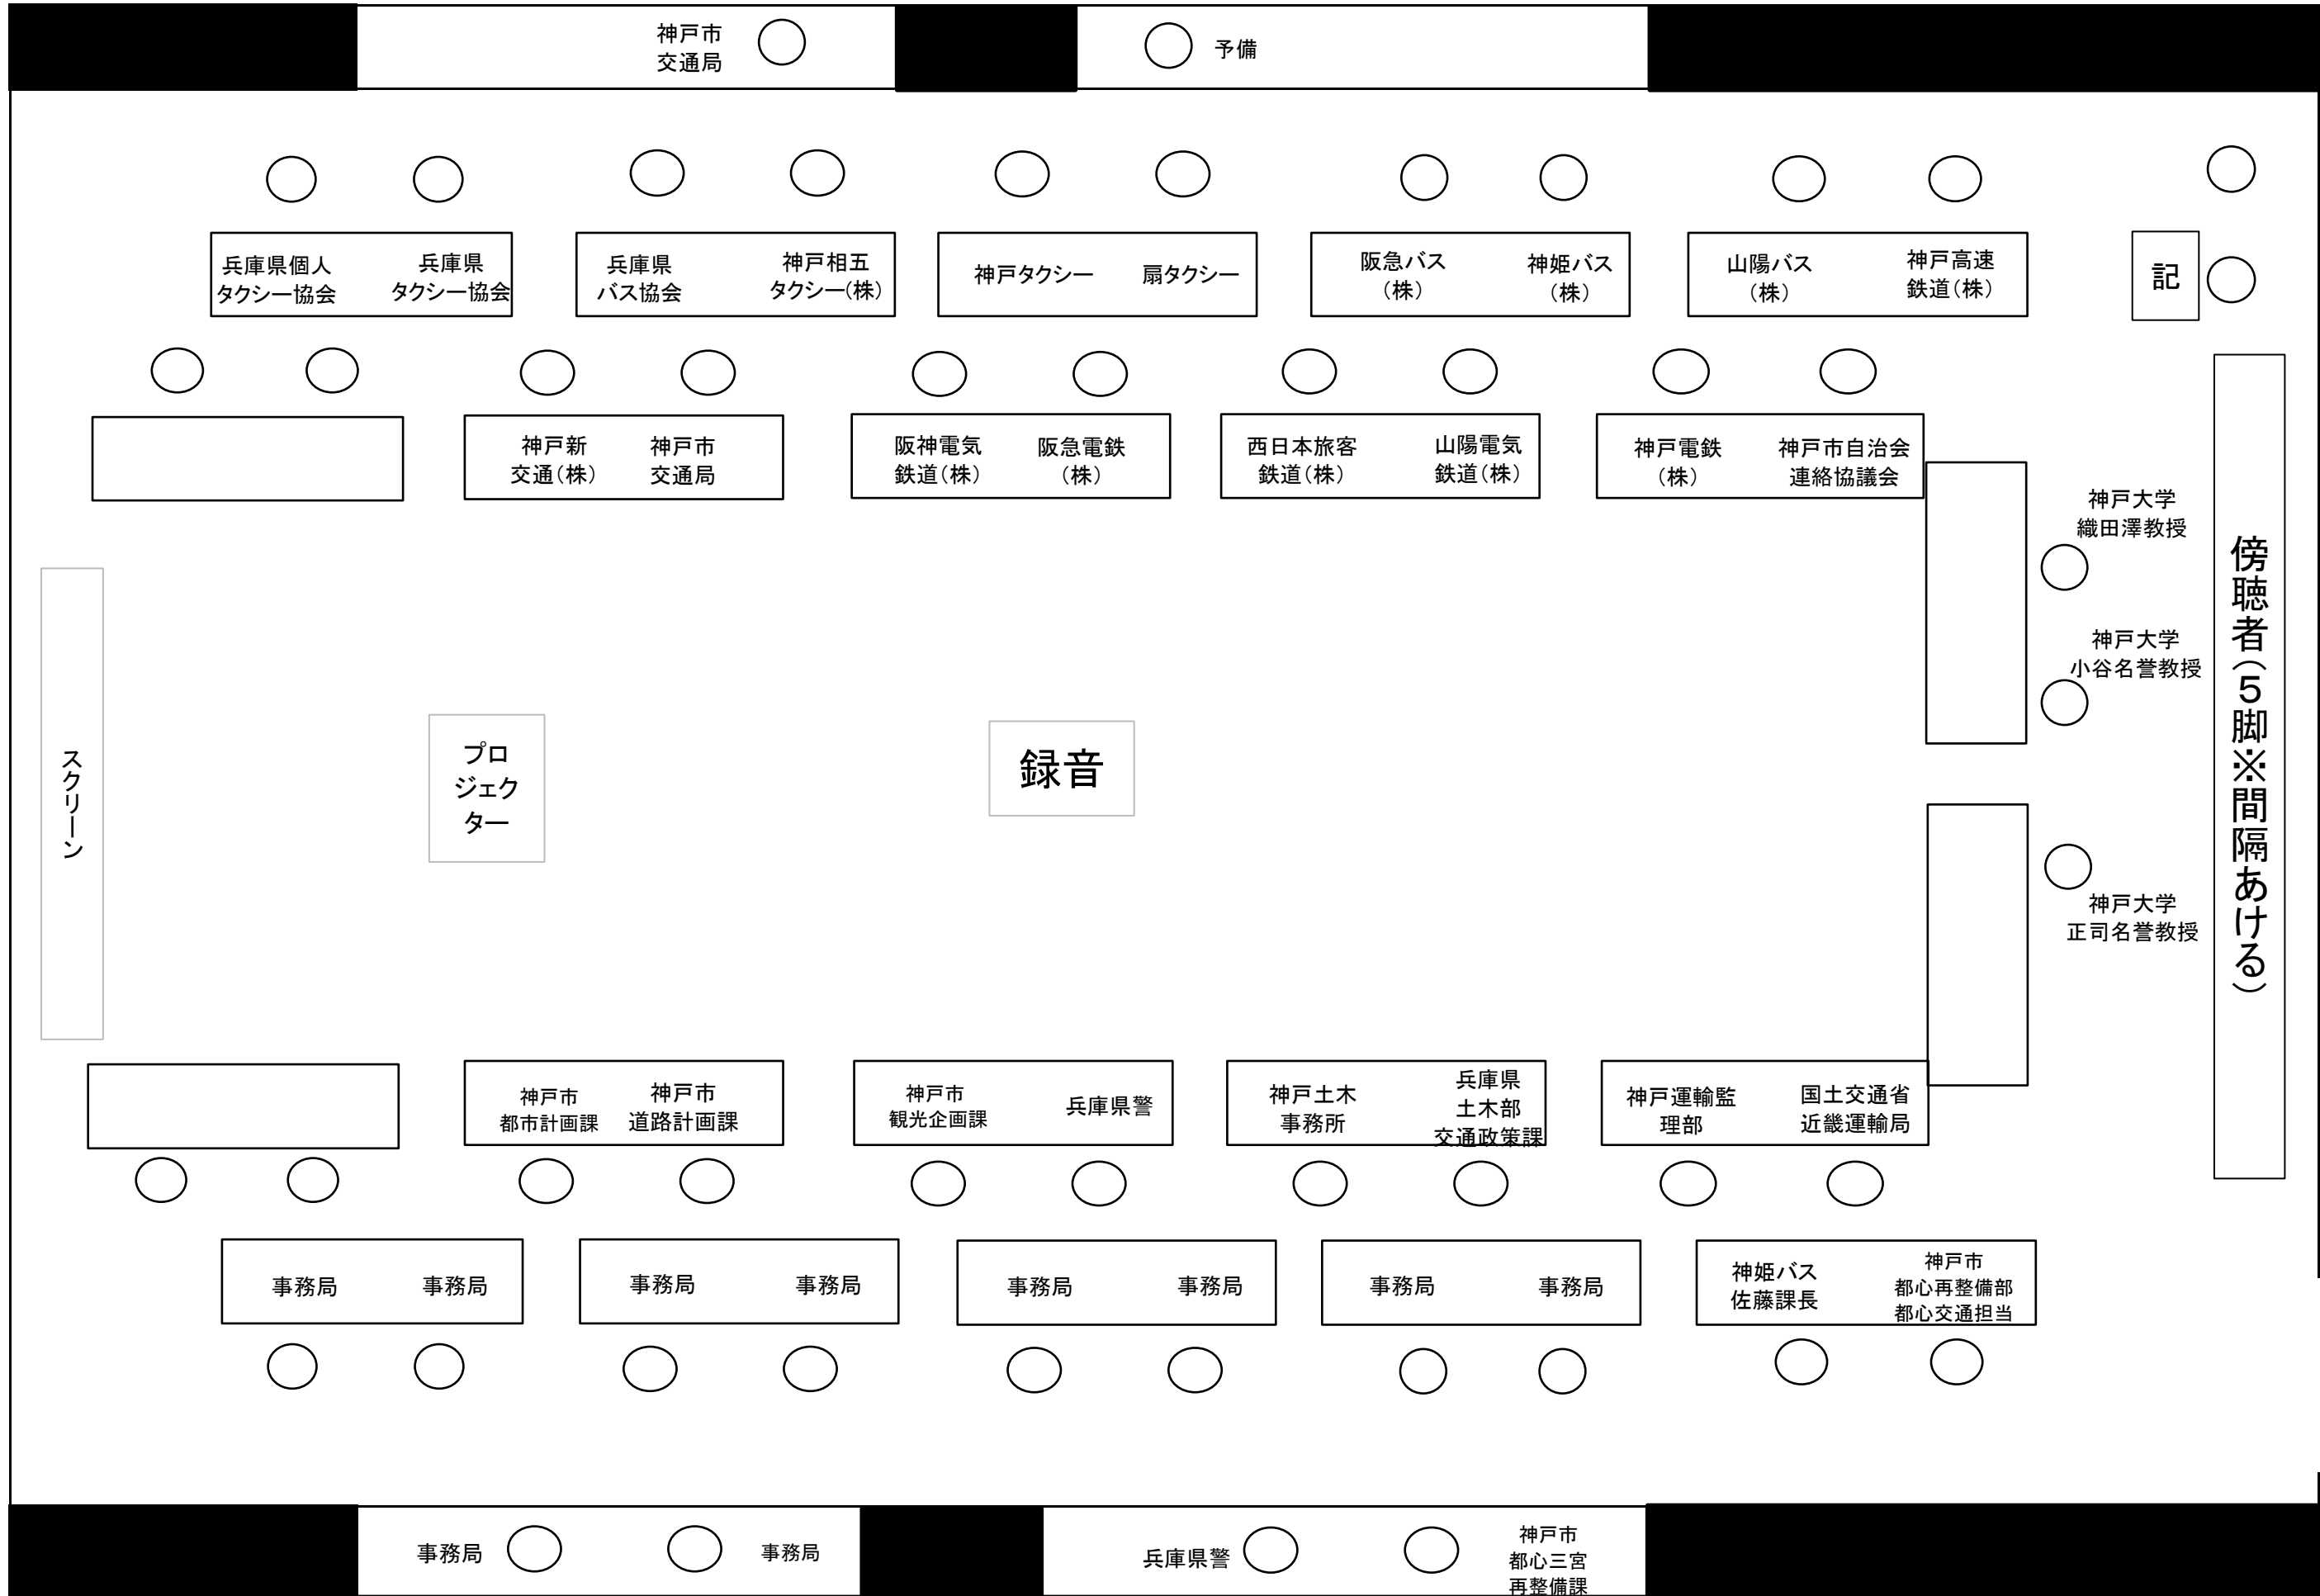 神戸市
交通局
予備
兵庫県個人
タクシー協会
兵庫県
タクシー協会
兵庫県
バス協会
神戸相互
タクシー(株)
神戸タクシー
扇タクシー
阪急バス
(株)
神姫バス
(株)
山陽バス
(株)
神戸高速
鉄道(株)
記
神戸新
交通(株)
神戸市
交通局
阪神電気
鉄道(株)
阪急電鉄
(株)
西日本旅客
鉄道(株)
山陽電気
鉄道(株)
神戸電鉄
(株)
神戸市自治会
連絡協議会
神戸大学
織田澤教授
神戸大学
小谷名誉教授
神戸大学
正司名誉教授
傍聴者(5脚※間隔あける)
スクリーン
プロ
ジェク
ター
録音
神戸市
都市計画課
神戸市
道路計画課
神戸市
観光企画課
兵庫県警
神戸土木
事務所
兵庫県
土木部
交通政策課
神戸運輸監
理部
国土交通省
近畿運輸局
事務局
事務局
事務局
事務局
事務局
事務局
事務局
事務局
神姫バス
佐藤課長
神戸市
都心再整備部
都心交通担当
事務局
事務局
兵庫県警
神戸市
都心三宮
再整備課